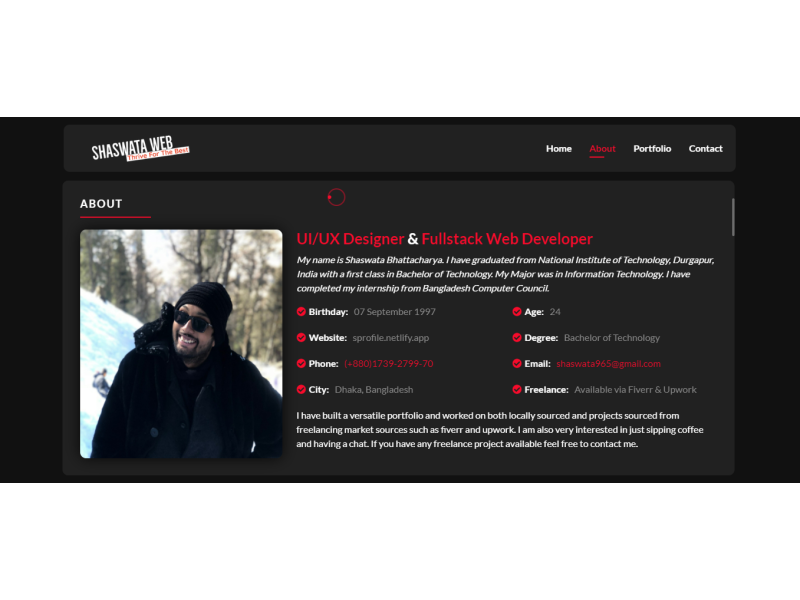 SHASWATA WEB
Thrive For The Best
Home About Portfolio Contact
ABOUT
UI/UX Designer & Fullstack Web Developer
My name is Shaswata Bhattacharya. I have graduated from National Institute of Technology, Durgapur,
India with a first class in Bachelor of Technology. My Major was in Information Technology. I have
completed my internship from Bangladesh Computer Council.
Birthday: 07 September 1997
Age: 24
Website: sprofile.netlify.app
Degree: Bachelor of Technology
Phone: (+880)1739-2799-70
Email: shaswata965@gmail.com
City: Dhaka, Bangladesh
Freelance: Available via Fiverr & Upwork
I have built a versatile portfolio and worked on both locally sourced and projects sourced from
freelancing market sources such as fiverr and upwork. I am also very interested in just sipping coffee
and having a chat. If you have any freelance project available feel free to contact me.